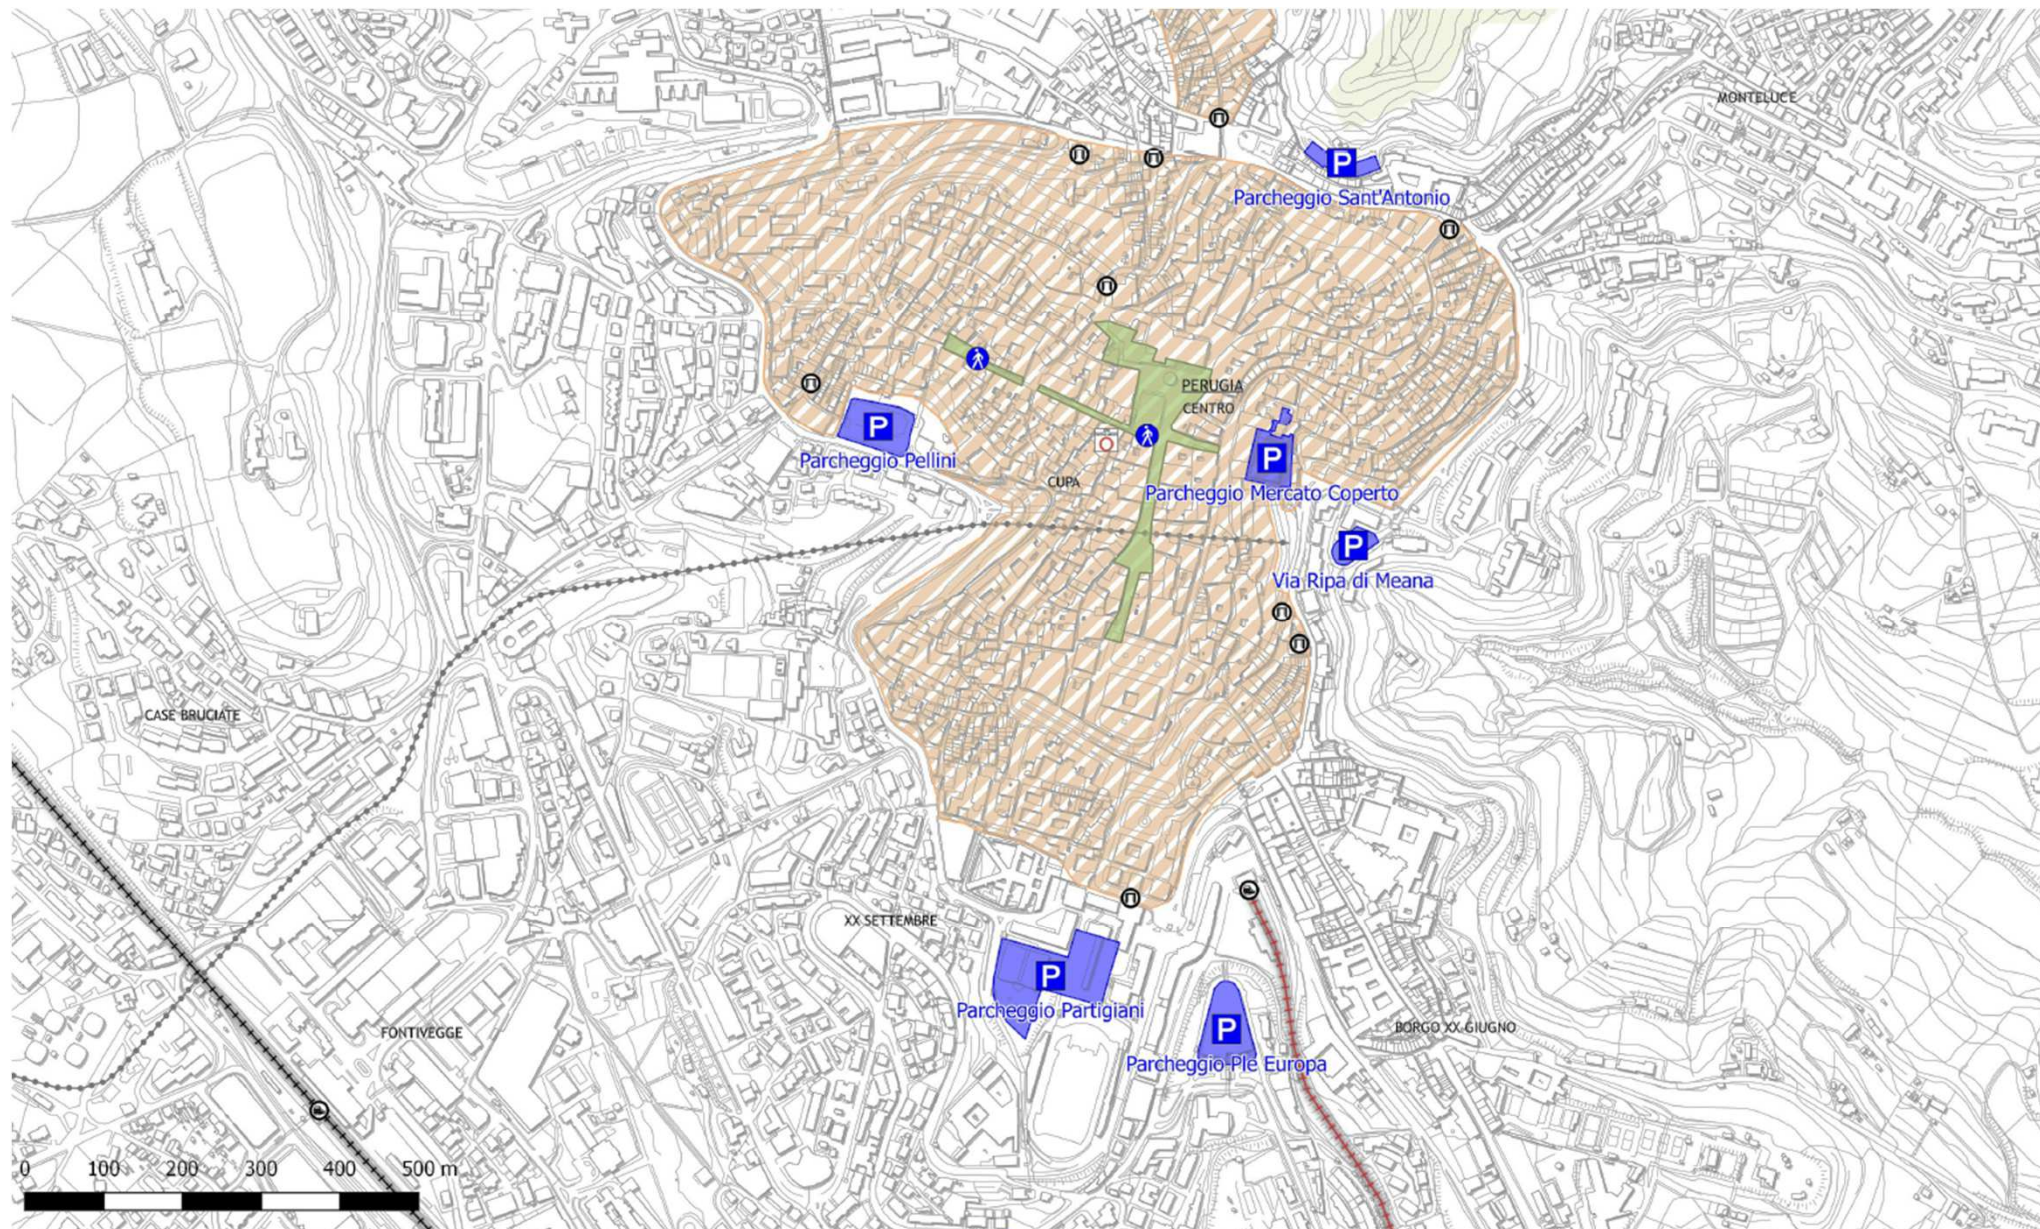 MONTELUCE
P
Parcheggio Sant'Antonio
PERUGIA
CENTRO
P
Parcheggio Pellini
P
CUPA
Parcheggio Mercato Coperto
P
Via Ripa di Meana
CASE BRUCIATE
XX SETTEMBRE
P
Parcheggio Partigiani
P
FONTIVEGGE
BORGO XX GIUGNO
Parcheggio Ple Europa
0 100 200 300 400 500 m